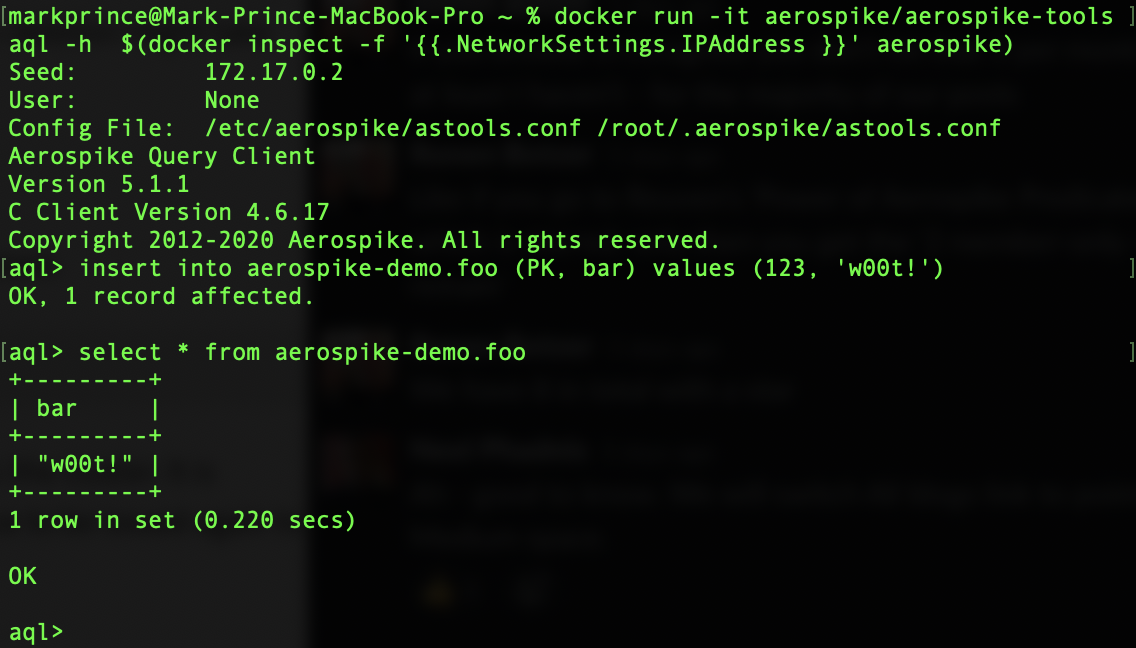 [markprince@Mark-Prince-MacBook-Pro ~ % docker run -it aerospike/aerospike-tools ]
aql -h  $(docker inspect -f '{{.NetworkSettings.IPAddress }}' aerospike)
Seed:         172.17.0.2
User:         None
Config File:  /etc/aerospike/astools.conf /root/.aerospike/astools.conf
Aerospike Query Client
Version 5.1.1
C Client Version 4.6.17
Copyright 2012-2020 Aerospike. All rights reserved.
[aql> insert into aerospike-demo.foo (PK, bar) values (123, 'w00t!') ]
OK, 1 record affected.
[aql> select * from aerospike-demo.foo ]
+---------+
| bar     |
+---------+
| "w00t!" |
+---------+
1 row in set (0.220 secs)
OK
aql>